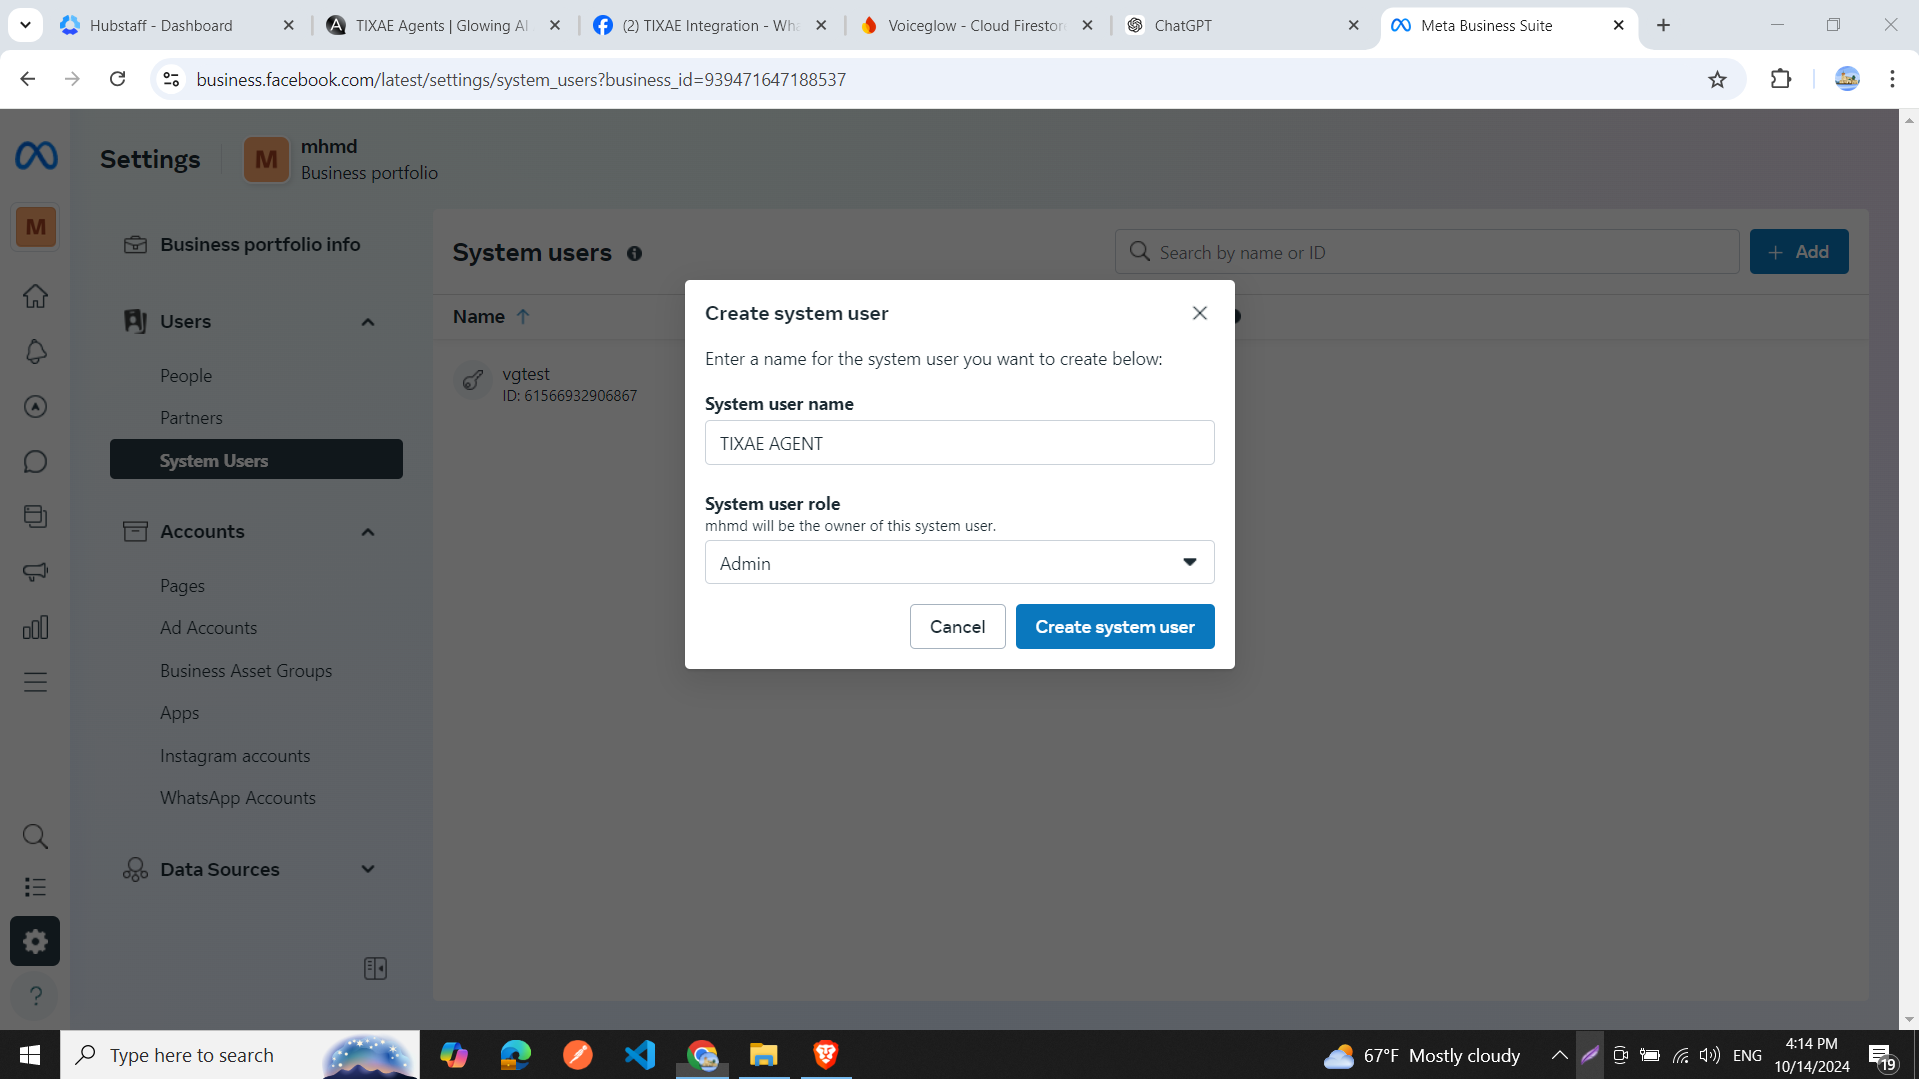 Hubstaff - Dashboard
TIXAE Agents | Glowing AI
(2) TIXAE Integration - Wha
Voiceglow - Cloud Firestor
ChatGPT
Meta Business Suite
business.facebook.com/latest/settings/system_users?business_id=939471647188537
Settings
M
mhmd
Business portfolio
M
Business portfolio info
Users
People
Partners
System Users
Accounts
Pages
Ad Accounts
Business Asset Groups
Apps
Instagram accounts
WhatsApp Accounts
Data Sources
?
System users
Search by name or ID
+ Add
Name
vgtest
ID: 61566932906867
Create system user
Enter a name for the system user you want to create below:
System user name
TIXAE AGENT
System user role
mhmd will be the owner of this system user.
Admin
Cancel
Create system user
Type here to search
67°F Mostly cloudy
ENG
4:14 PM
10/14/2024
19